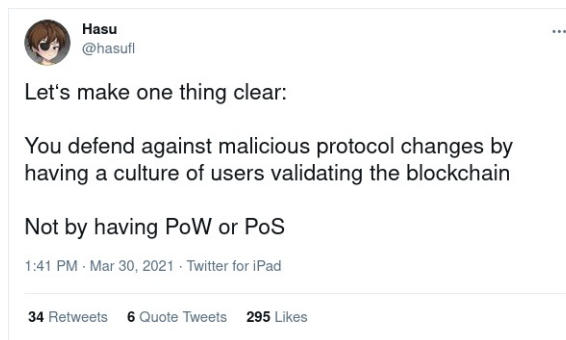 Hasu
@hasufl
Let‘s make one thing clear:
You defend against malicious protocol changes by
having a culture of users validating the blockchain
Not by having PoW or PoS
1:41 PM · Mar 30, 2021 · Twitter for iPad
34 Retweets 6 Quote Tweets 295 Likes